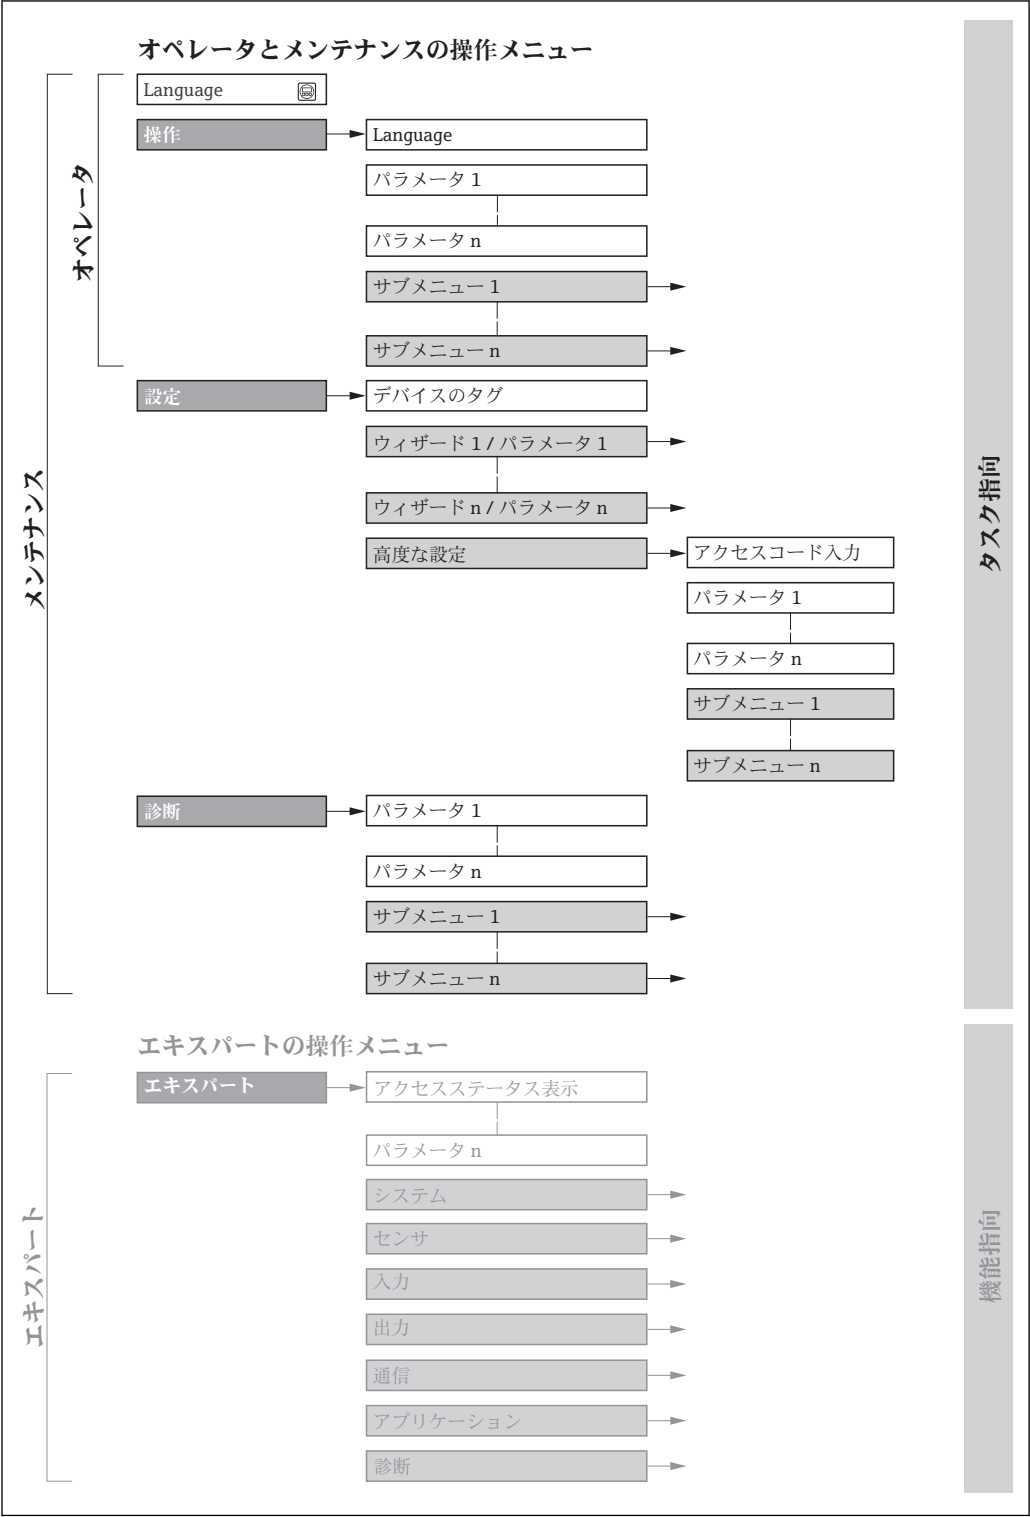 オペレータとメンテナンスの操作メニュー
Language
操作
Language
パラメータ 1
パラメータ n
サブメニュー 1
サブメニュー n
オペレータ
設定
デバイスのタグ
ウィザード 1 / パラメータ 1
ウィザード n / パラメータ n
高度な設定
アクセスコード入力
パラメータ 1
パラメータ n
サブメニュー 1
サブメニュー n
メンテナンス
タスク指向
診断
パラメータ 1
パラメータ n
サブメニュー 1
サブメニュー n
エキスパートの操作メニュー
エキスパート
アクセスステータス表示
パラメータ n
システム
センサ
入力
出力
通信
アプリケーション
診断
エキスパート
機能指向